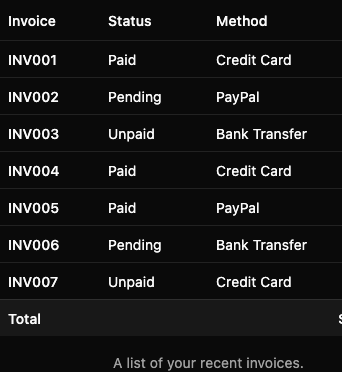 Invoice Status Method
INV001 Paid Credit Card
INV002 Pending PayPal
INV003 Unpaid Bank Transfer
INV004 Paid Credit Card
INV005 Paid PayPal
INV006 Pending Bank Transfer
INV007 Unpaid Credit Card
Total
A list of your recent invoices.